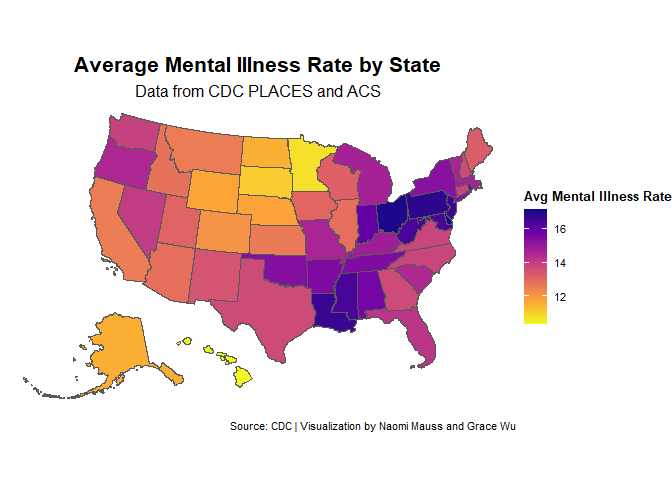 Average Mental Illness Rate by State
Data from CDC PLACES and ACS
Avg Mental Illness Rate
16
14
12
Source: CDC | Visualization by Naomi Mauss and Grace Wu